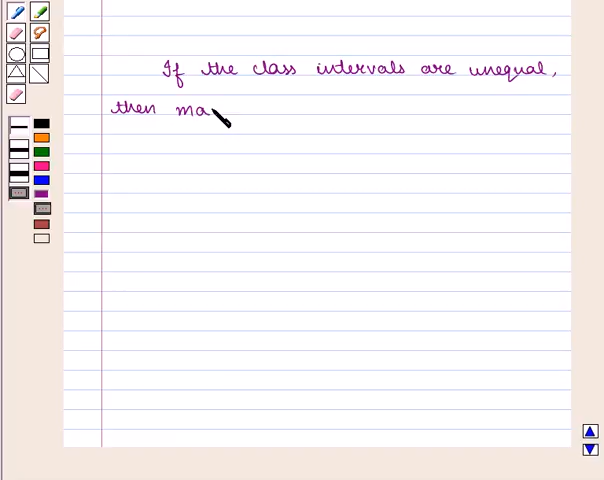 If the class intervals are unequal,
then ma